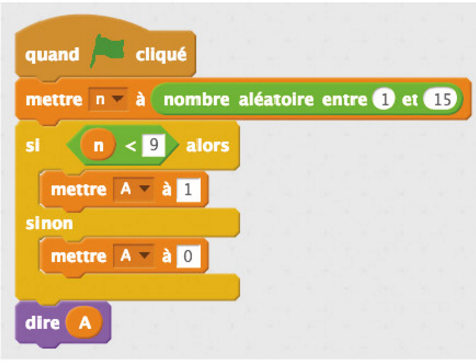 quand cliqué
mettre n à nombre aléatoire entre 1 et 15
si n < 9 alors
mettre A à 1
sinon
mettre A à 0
dire A